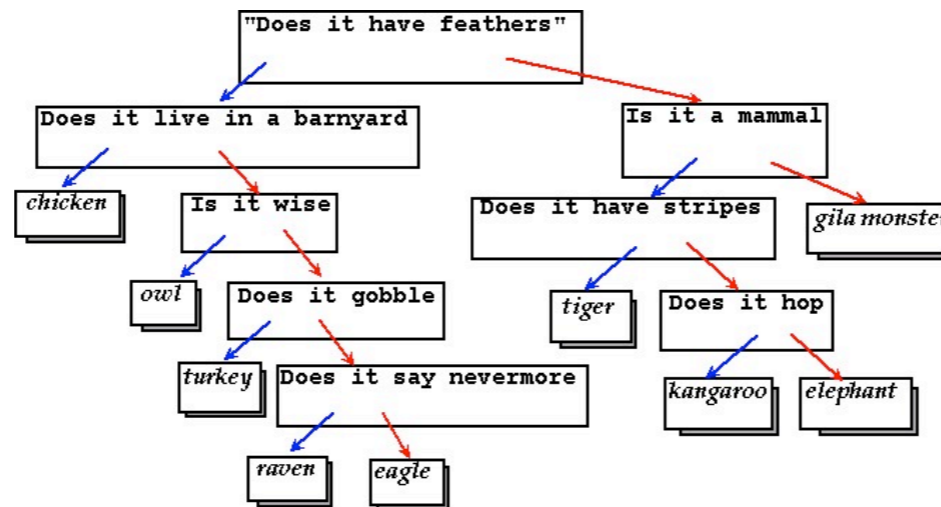 "Does it have feathers"
Does it live in a barnyard
Is it a mammal
chicken
Is it wise
Does it have stripes
gila monste
owl
Does it gobble
tiger
Does it hop
turkey
Does it say nevermore
kangaroo
elephant
raven
eagle